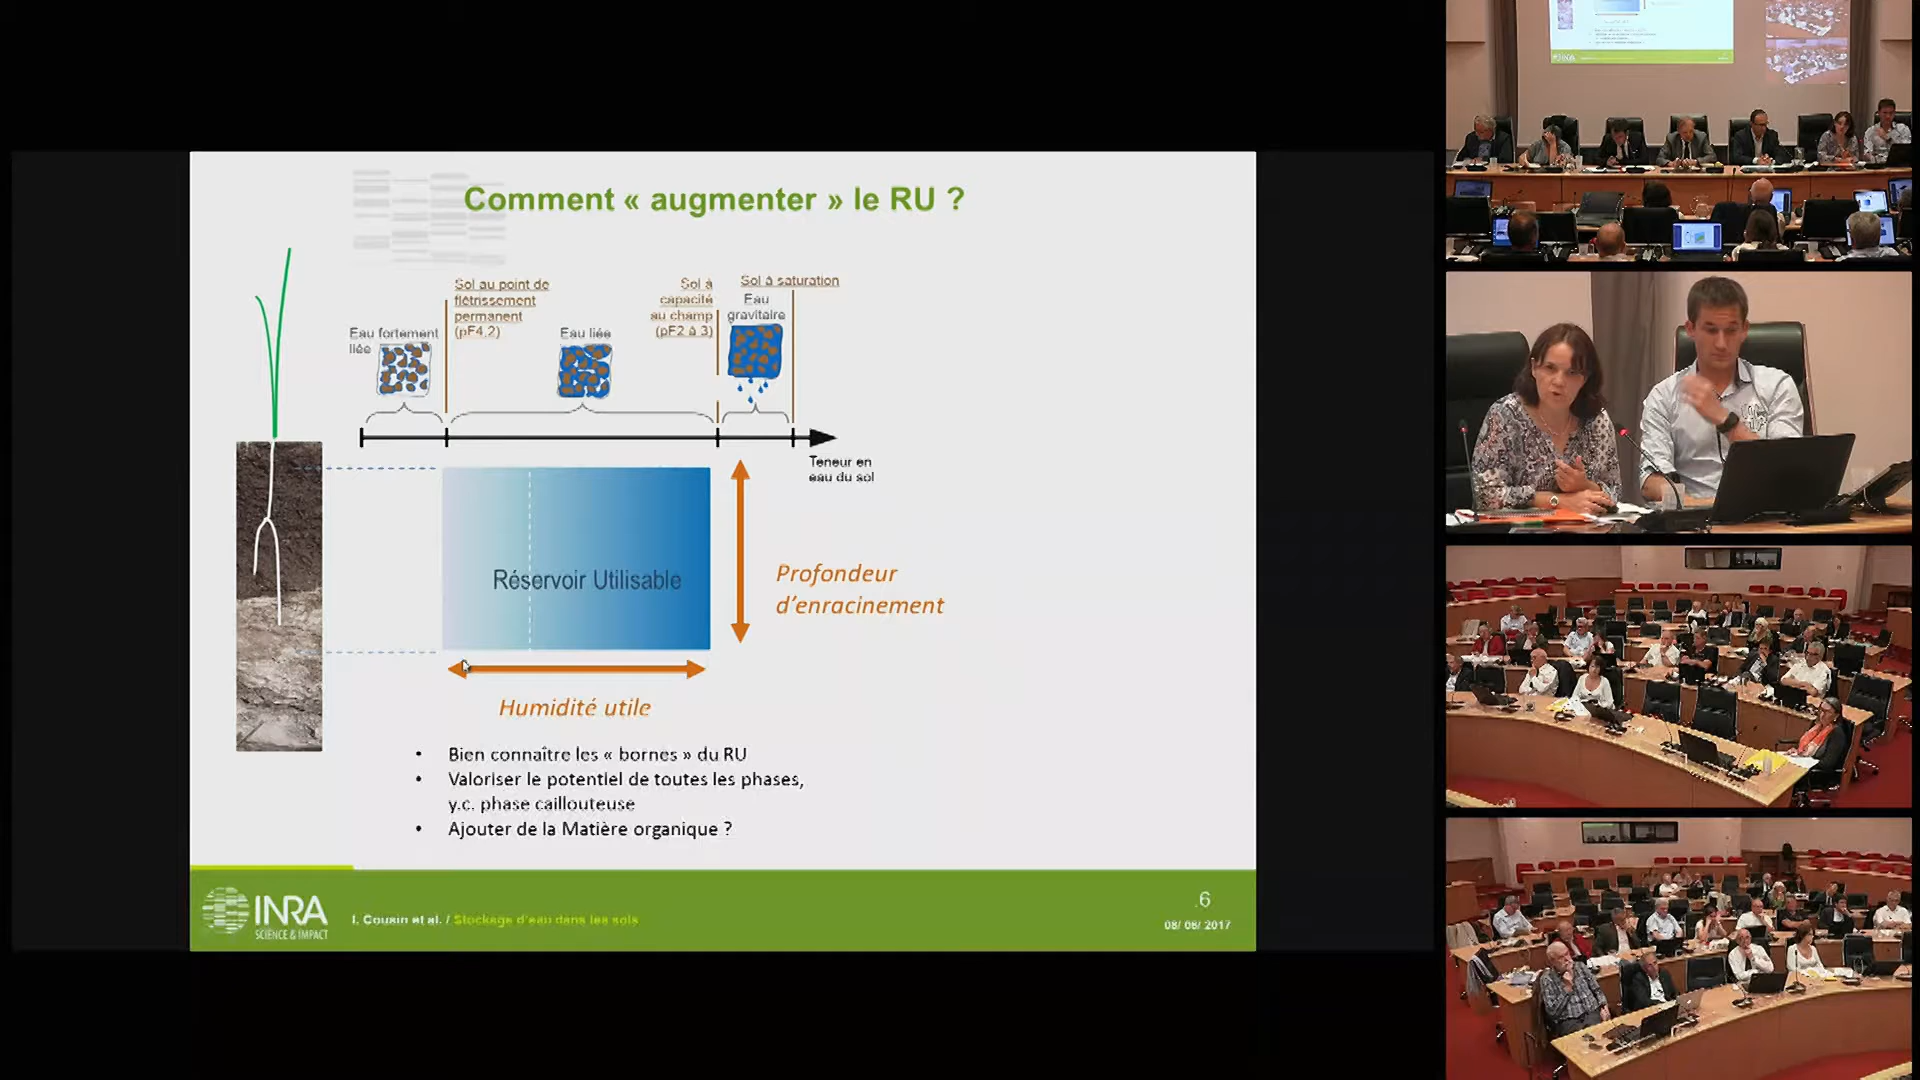 Comment « augmenter » le RU ?
Sol au point de
flétrissement
permanent
(pF4.2)
Sol à
capacité
au champ
(pF2 à 3)
Sol à saturation
Eau
gravitaire
Eau fortement
liée
Eau liée
Teneur en
eau du sol
Réservoir Utilisable
Profondeur
d'enracinement
Humidité utile
• Bien connaître les « bornes » du RU
• Valoriser le potentiel de toutes les phases,
y.c. phase caillouteuse
• Ajouter de la Matière organique ?
INRA
SCIENCE & IMPACT
I. Cousin et al. / Stockage d'eau dans les sols
.6
08/ 06/ 2017